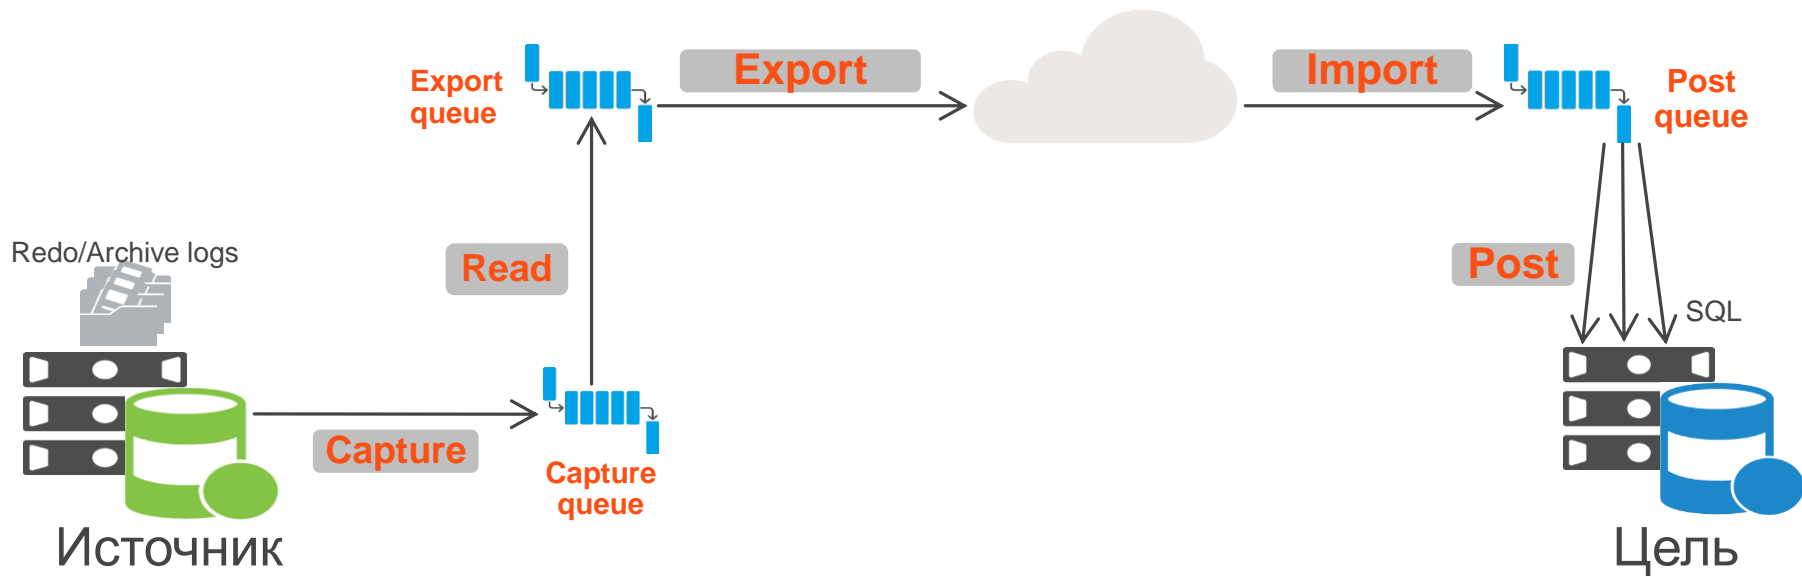 Export
queue
Export
Import
Post
queue
Redo/Archive logs
Read
Post
SQL
Capture
Capture
queue
Источник
Цель